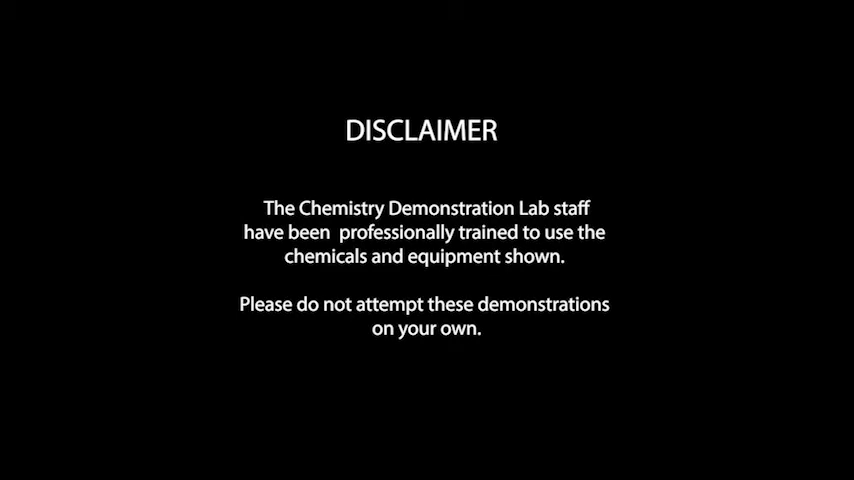 DISCLAIMER
The Chemistry Demonstration Lab staff
have been  professionally trained to use the
chemicals and equipment shown.
Please do not attempt these demonstrations
on your own.